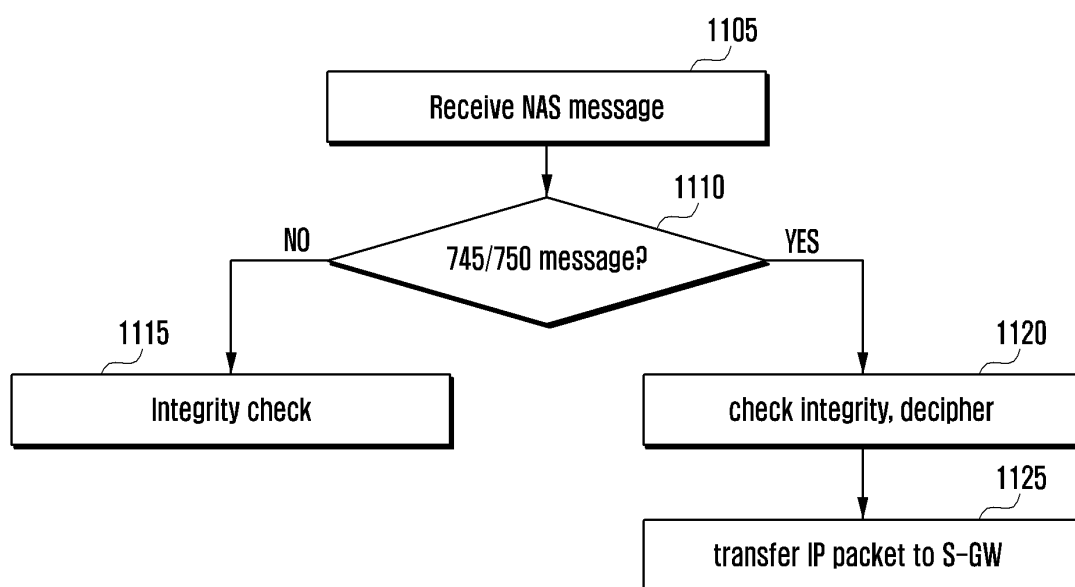 1105
Receive NAS message
1110
745/750 message?
NO
YES
1115
Integrity check
1120
check integrity, decipher
1125
transfer IP packet to S-GW